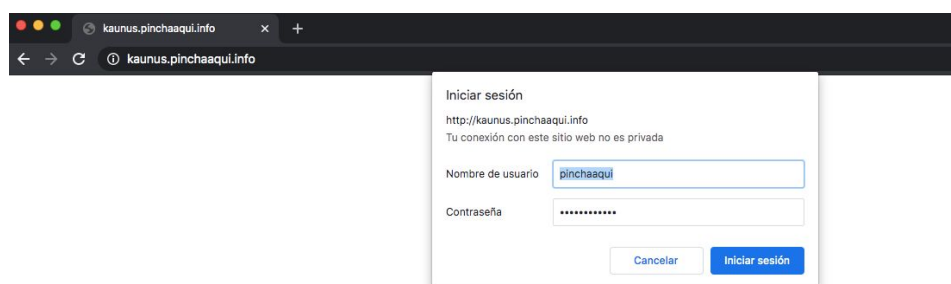 kaunus.pinchaaqui.info
kaunus.pinchaaqui.info
Iniciar sesión
http://kaunus.pinchaaqui.info
Tu conexión con este sitio web no es privada
Nombre de usuario pinchaaqui
Contraseña ••••••••••••
Cancelar Iniciar sesión